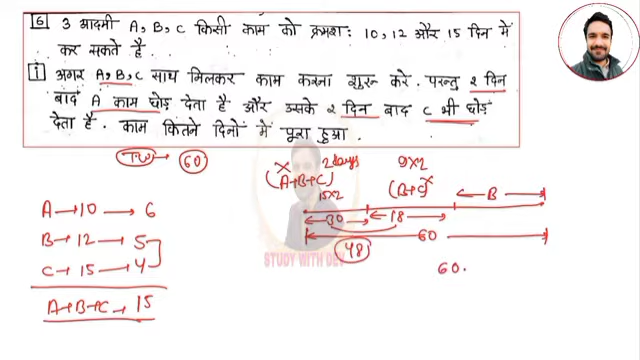 6 3 आदमी A, B, C किसी काम को क्रमशः 10, 12 और 15 दिन में
कर सकते है.
i अगर A, B, C साथ मिलकर काम करना शुरू करे. परन्तु 2 दिन
बाद A काम छोड़ देता है और उसके 2 दिन बाद C भी छोड़
देता है. काम कितने दिनों में पूरा हुआ.
TW → 60
2 days 9×2
(A+B+C) (B+C) B
15×2
A → 10 → 6
30 18
B → 12 → 5
60
C → 15 → 4
48
STUDY WITH DEV
60.
A+B+C → 15